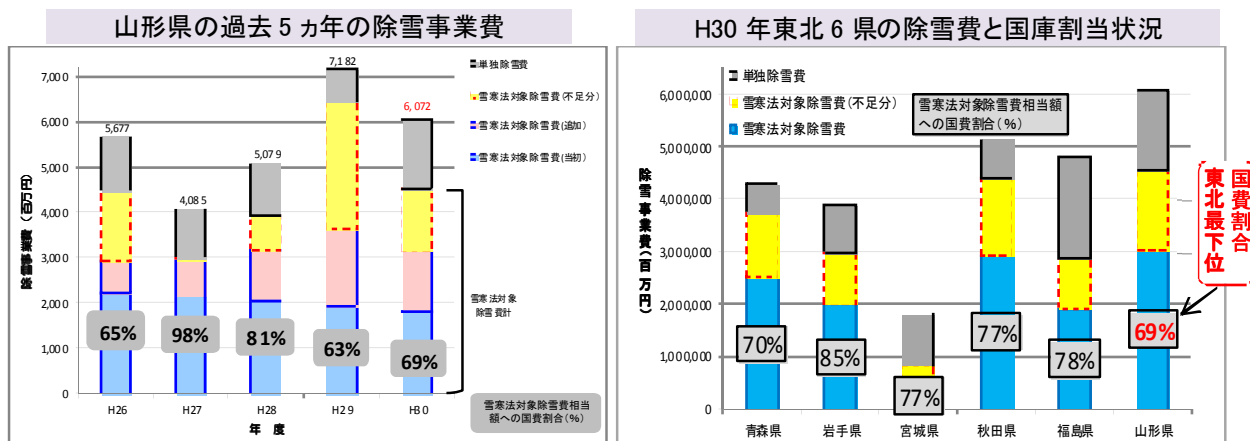 山形県の過去5ヵ年の除雪事業費
7,000
6,000
5,000
4,000
3,000
2,000
1,000
0
除雪事業費(百万円)
5,677
4,085
5,079
7,182
6,072
65%
98%
81%
63%
69%
H26
H27
H28
H29
H30
年 度
単独除雪費
雪寒法対象除雪費(不足分)
雪寒法対象除雪費(追加)
雪寒法対象除雪費(当初)
雪寒法対象
除雪費計
雪寒法対象除雪費相当
額への国費割合(%)
H30年東北6県の除雪費と国庫割当状況
6,000,000
5,000,000
4,000,000
3,000,000
2,000,000
1,000,000
0
除雪事業費(百万円)
単独除雪費
雪寒法対象除雪費(不足分)
雪寒法対象除雪費
雪寒法対象除雪費相当額
への国費割合(%)
70%
85%
77%
77%
78%
69%
青森県
岩手県
宮城県
秋田県
福島県
山形県
国費割合
東北最下位